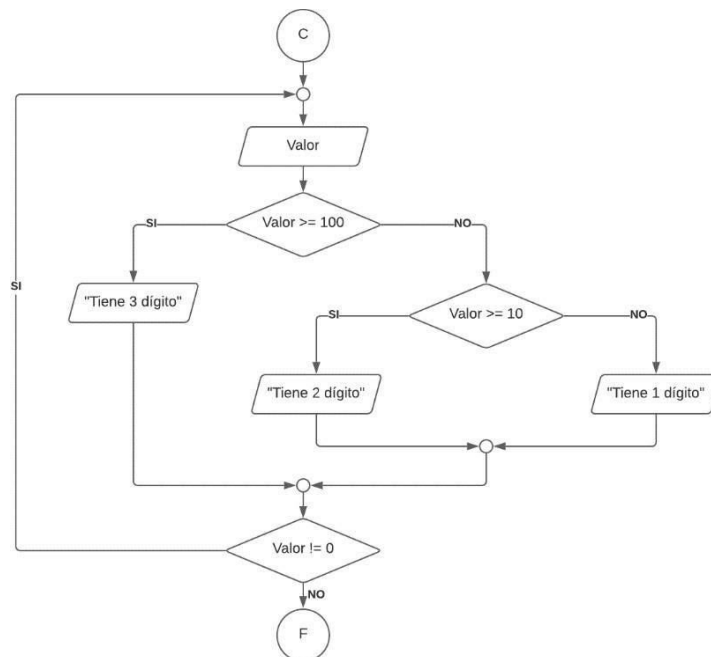 C
Valor
Valor >= 100
SI
NO
SI
"Tiene 3 dígito"
Valor >= 10
SI
NO
"Tiene 2 dígito"
"Tiene 1 dígito"
Valor != 0
NO
F